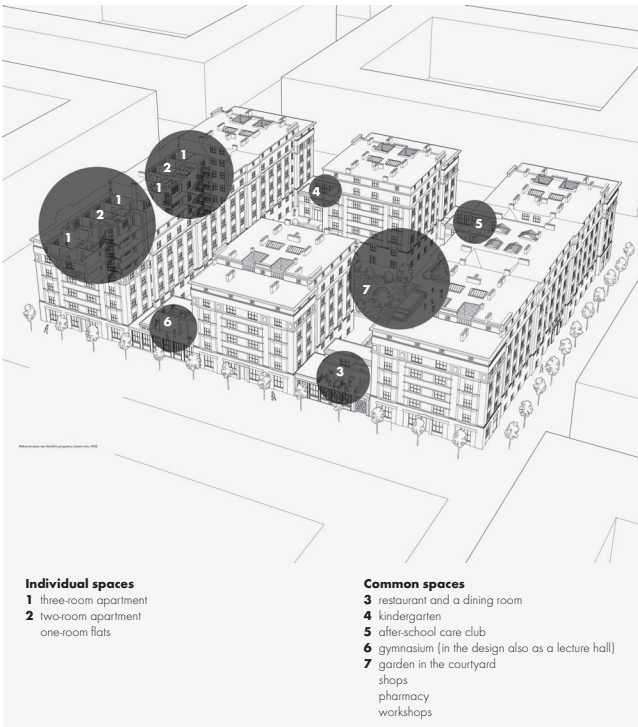 1
2
1
1
2
1
4
5
7
6
3
Individual spaces
1 three-room apartment
2 two-room apartment
one-room flats
Common spaces
3 restaurant and a dining room
4 kindergarten
5 after-school care club
6 gymnasium (in the design also as a lecture hall)
7 garden in the courtyard
shops
pharmacy
workshops